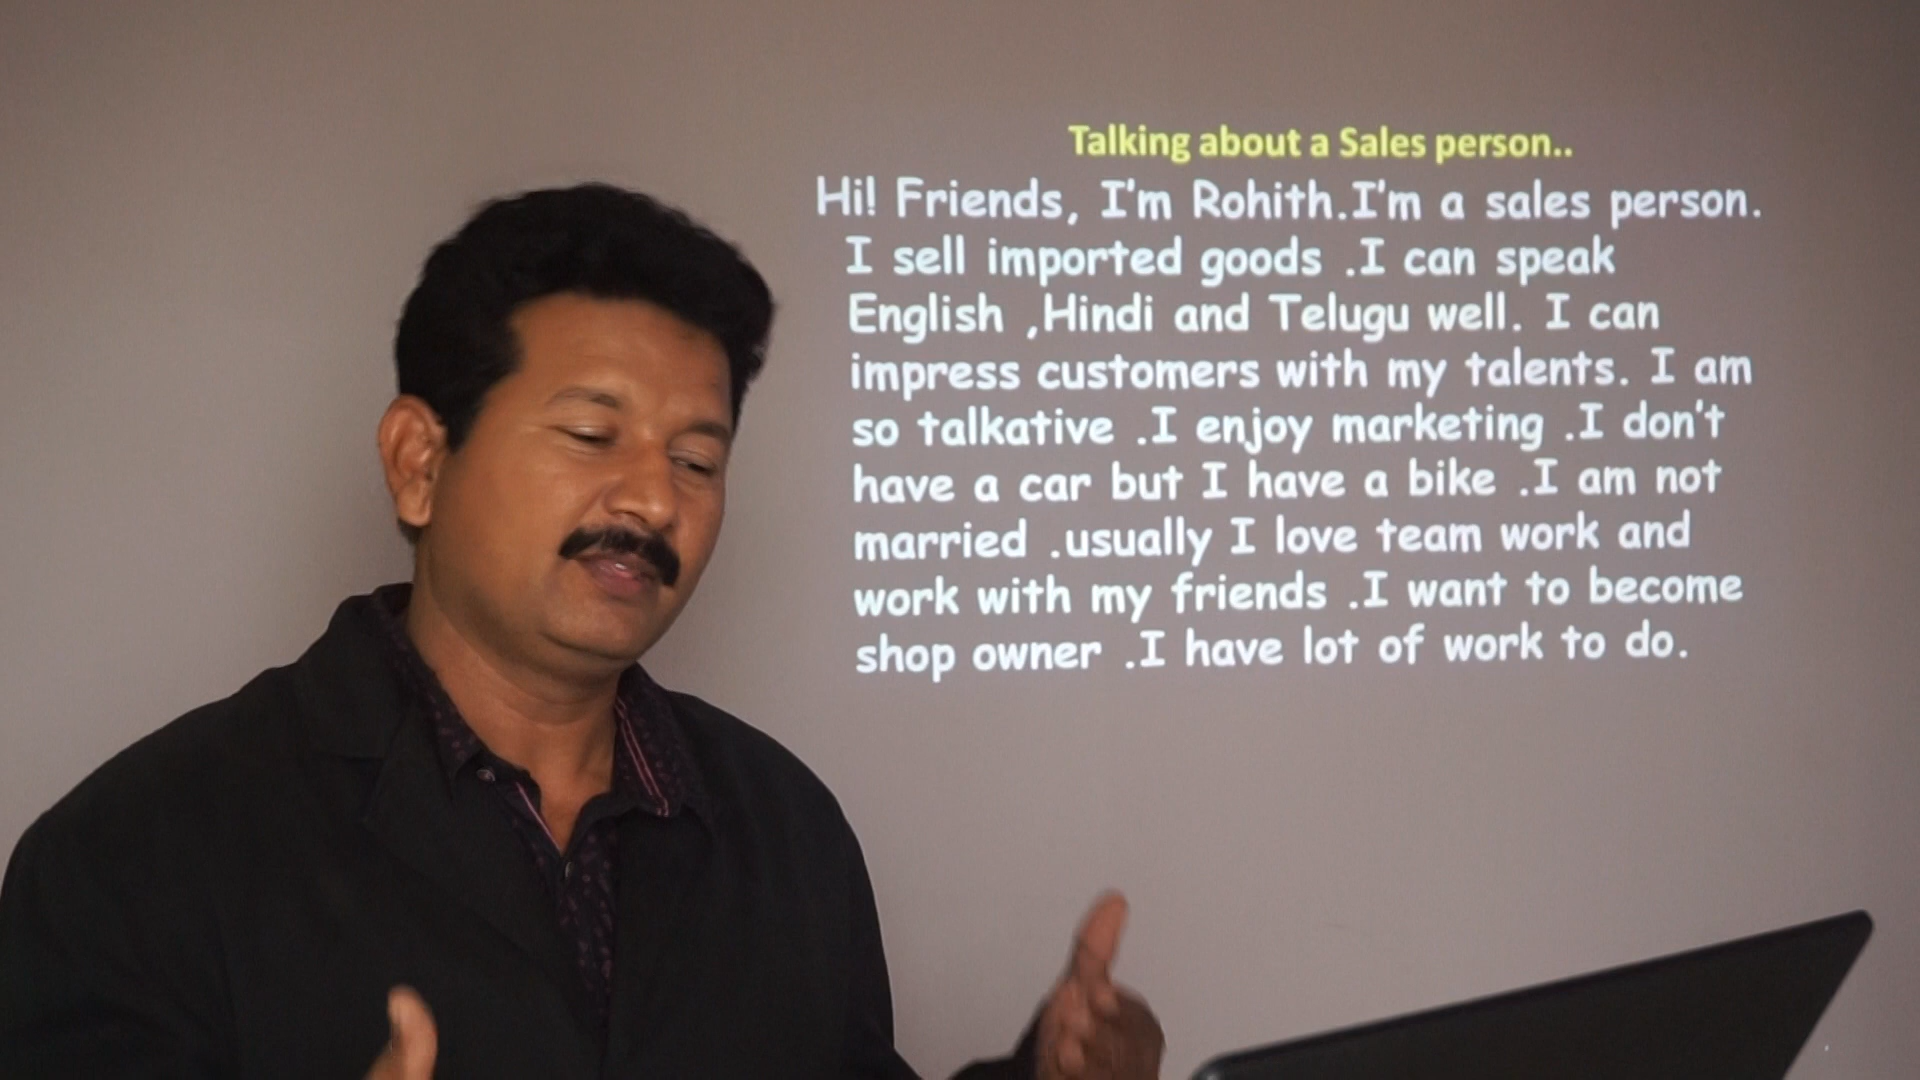 Talking about a Sales person..
Hi! Friends, I'm Rohith.I'm a sales person.
I sell imported goods .I can speak
English ,Hindi and Telugu well. I can
impress customers with my talents. I am
so talkative .I enjoy marketing .I don't
have a car but I have a bike .I am not
married .usually I love team work and
work with my friends .I want to become
shop owner .I have lot of work to do.